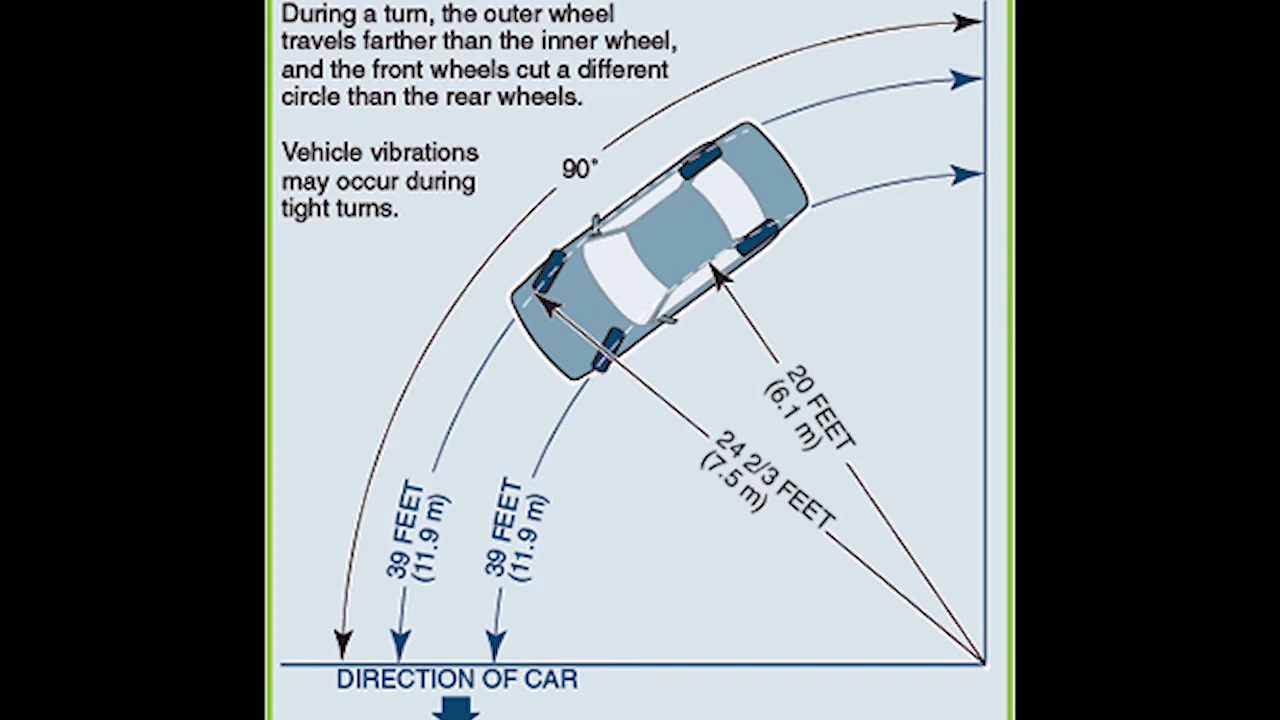 During a turn, the outer wheel
travels farther than the inner wheel,
and the front wheels cut a different
circle than the rear wheels.
Vehicle vibrations
may occur during
tight turns.
90°
20 FEET
(6.1 m)
24 2/3 FEET
(7.5 m)
39 FEET
(11.9 m)
39 FEET
(11.9 m)
DIRECTION OF CAR